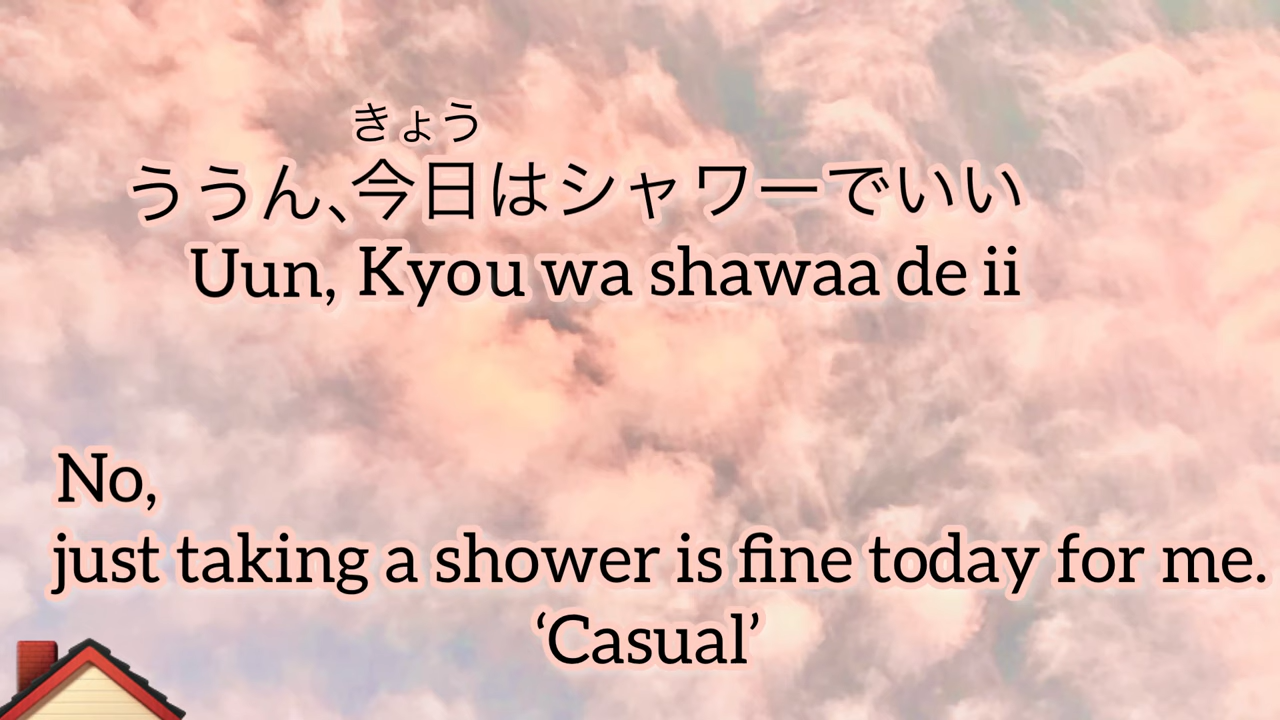 きょう
ううん、今日はシャワーでいい
Uun, Kyou wa shawaa de ii
No,
just taking a shower is fine today for me.
‘Casual’